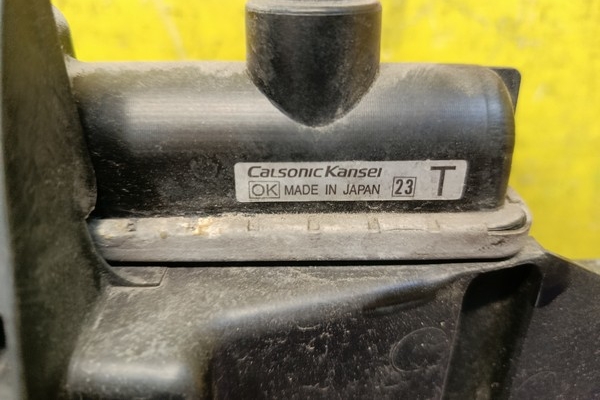 CalsonicKansei
OK MADE IN JAPAN 23 T